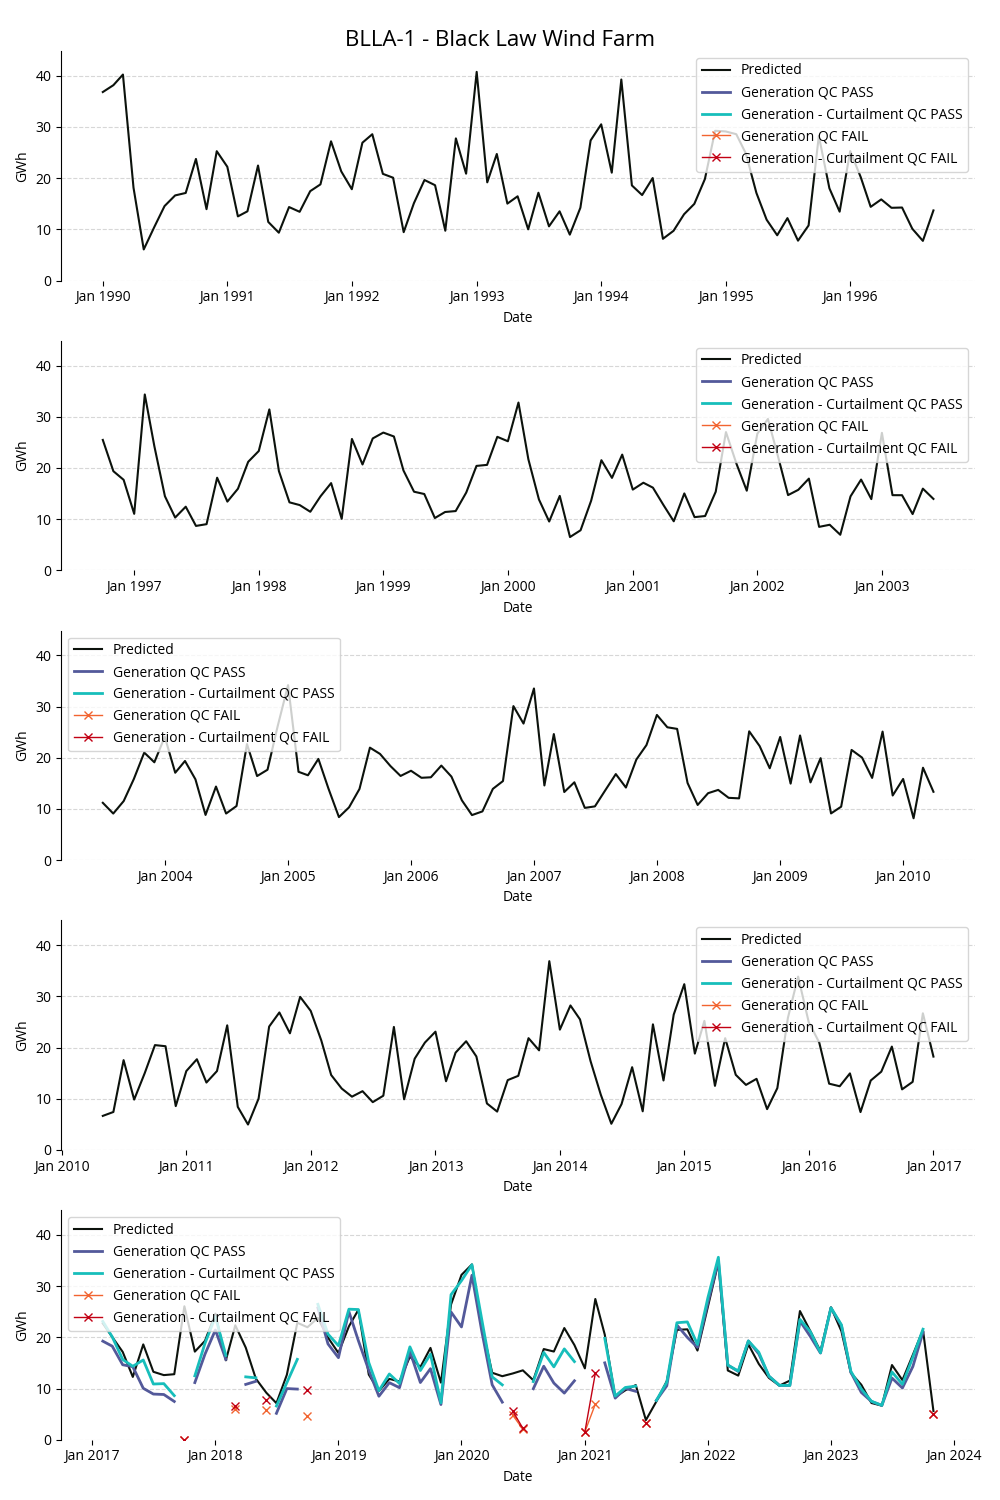 BLLA-1 - Black Law Wind Farm
40
30
20
10
0
GWh
Predicted
Generation QC PASS
Generation - Curtailment QC PASS
Generation QC FAIL
Generation - Curtailment QC FAIL
Jan 1990 Jan 1991 Jan 1992 Jan 1993 Jan 1994 Jan 1995 Jan 1996
Date
40
30
20
10
0
GWh
Predicted
Generation QC PASS
Generation - Curtailment QC PASS
Generation QC FAIL
Generation - Curtailment QC FAIL
Jan 1997 Jan 1998 Jan 1999 Jan 2000 Jan 2001 Jan 2002 Jan 2003
Date
40
30
20
10
0
GWh
Predicted
Generation QC PASS
Generation - Curtailment QC PASS
Generation QC FAIL
Generation - Curtailment QC FAIL
Jan 2004 Jan 2005 Jan 2006 Jan 2007 Jan 2008 Jan 2009 Jan 2010
Date
40
30
20
10
0
GWh
Predicted
Generation QC PASS
Generation - Curtailment QC PASS
Generation QC FAIL
Generation - Curtailment QC FAIL
Jan 2010 Jan 2011 Jan 2012 Jan 2013 Jan 2014 Jan 2015 Jan 2016 Jan 2017
Date
40
30
20
10
0
GWh
Predicted
Generation QC PASS
Generation - Curtailment QC PASS
Generation QC FAIL
Generation - Curtailment QC FAIL
Jan 2017 Jan 2018 Jan 2019 Jan 2020 Jan 2021 Jan 2022 Jan 2023 Jan 2024
Date